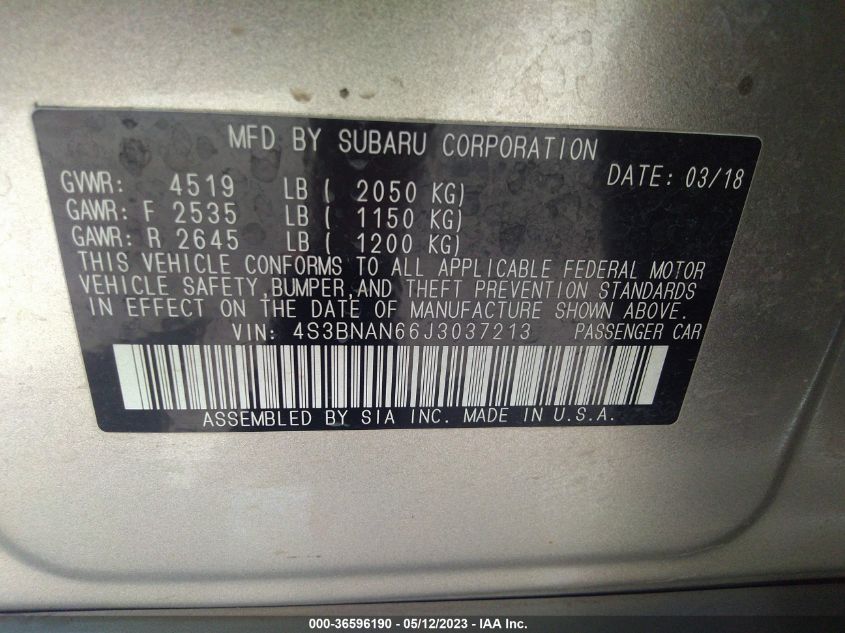 MFD BY SUBARU CORPORATION
DATE: 03/18
GVWR: 4519 LB ( 2050 KG)
GAWR: F 2535 LB ( 1150 KG)
GAWR: R 2645 LB ( 1200 KG)
THIS VEHICLE CONFORMS TO ALL APPLICABLE FEDERAL MOTOR
VEHICLE SAFETY, BUMPER, AND THEFT PREVENTION STANDARDS
IN EFFECT ON THE DATE OF MANUFACTURE SHOWN ABOVE.
VIN: 4S3BNAN66J3037213 PASSENGER CAR
ASSEMBLED BY SIA INC. MADE IN U.S.A.
000-36596190 - 05/12/2023 - IAA Inc.